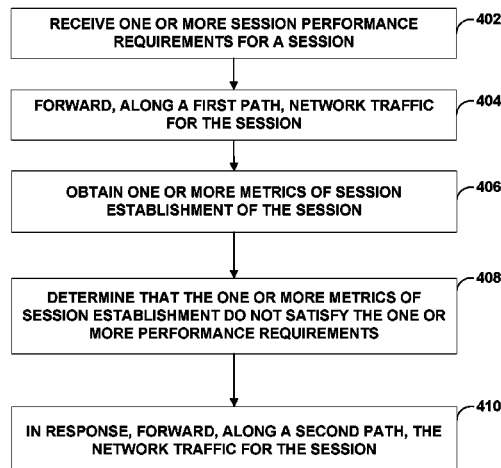 RECEIVE ONE OR MORE SESSION PERFORMANCE
REQUIREMENTS FOR A SESSION
402
FORWARD, ALONG A FIRST PATH, NETWORK TRAFFIC
FOR THE SESSION
404
OBTAIN ONE OR MORE METRICS OF SESSION
ESTABLISHMENT OF THE SESSION
406
DETERMINE THAT THE ONE OR MORE METRICS OF
SESSION ESTABLISHMENT DO NOT SATISFY THE ONE OR
MORE PERFORMANCE REQUIREMENTS
408
IN RESPONSE, FORWARD, ALONG A SECOND PATH, THE
NETWORK TRAFFIC FOR THE SESSION
410